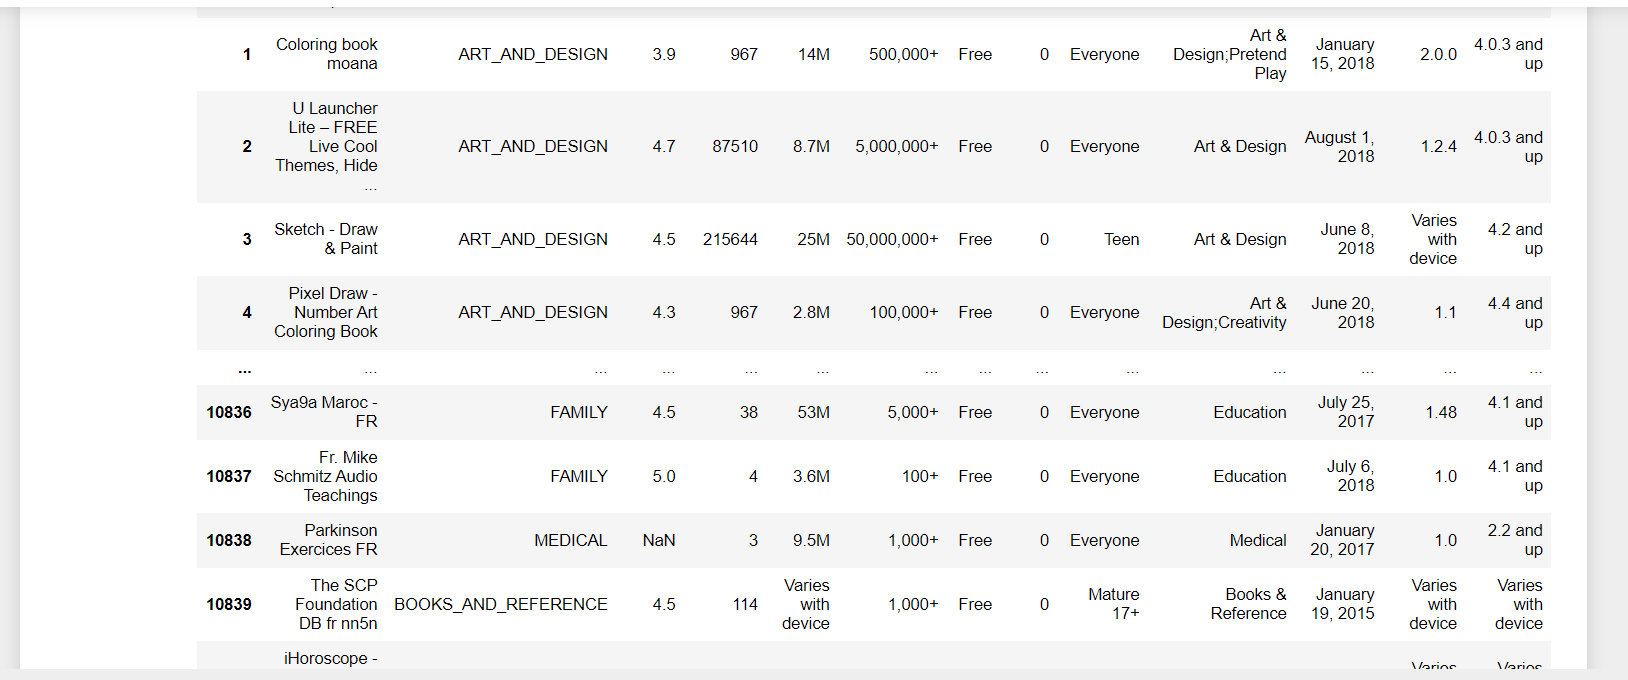 1 Coloring book moana ART_AND_DESIGN 3.9 967 14M 500,000+ Free 0 Everyone Art & Design;Pretend Play January 15, 2018 2.0.0 4.0.3 and up
2 U Launcher Lite – FREE Live Cool Themes, Hide ... ART_AND_DESIGN 4.7 87510 8.7M 5,000,000+ Free 0 Everyone Art & Design August 1, 2018 1.2.4 4.0.3 and up
3 Sketch - Draw & Paint ART_AND_DESIGN 4.5 215644 25M 50,000,000+ Free 0 Teen Art & Design June 8, 2018 Varies with device 4.2 and up
4 Pixel Draw - Number Art Coloring Book ART_AND_DESIGN 4.3 967 2.8M 100,000+ Free 0 Everyone Art & Design;Creativity June 20, 2018 1.1 4.4 and up
... ... ... ... ... ... ... ... ... ... ... ... ... ...
10836 Sya9a Maroc - FR FAMILY 4.5 38 53M 5,000+ Free 0 Everyone Education July 25, 2017 1.48 4.1 and up
10837 Fr. Mike Schmitz Audio Teachings FAMILY 5.0 4 3.6M 100+ Free 0 Everyone Education July 6, 2018 1.0 4.1 and up
10838 Parkinson Exercices FR MEDICAL NaN 3 9.5M 1,000+ Free 0 Everyone Medical January 20, 2017 1.0 2.2 and up
10839 The SCP Foundation DB fr nn5n BOOKS_AND_REFERENCE 4.5 114 Varies with device 1,000+ Free 0 Mature 17+ Books & Reference January 19, 2015 Varies with device Varies with device
iHoroscope - Varies Varies